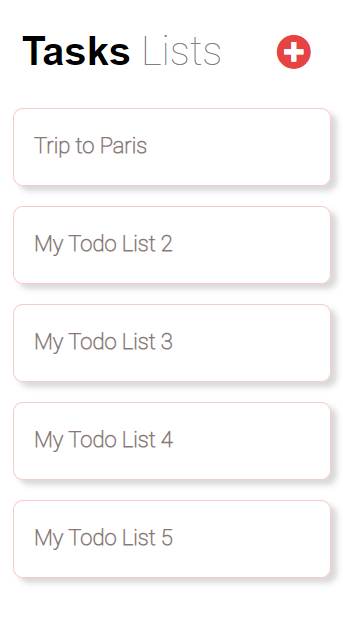 Tasks Lists
Trip to Paris
My Todo List 2
My Todo List 3
My Todo List 4
My Todo List 5